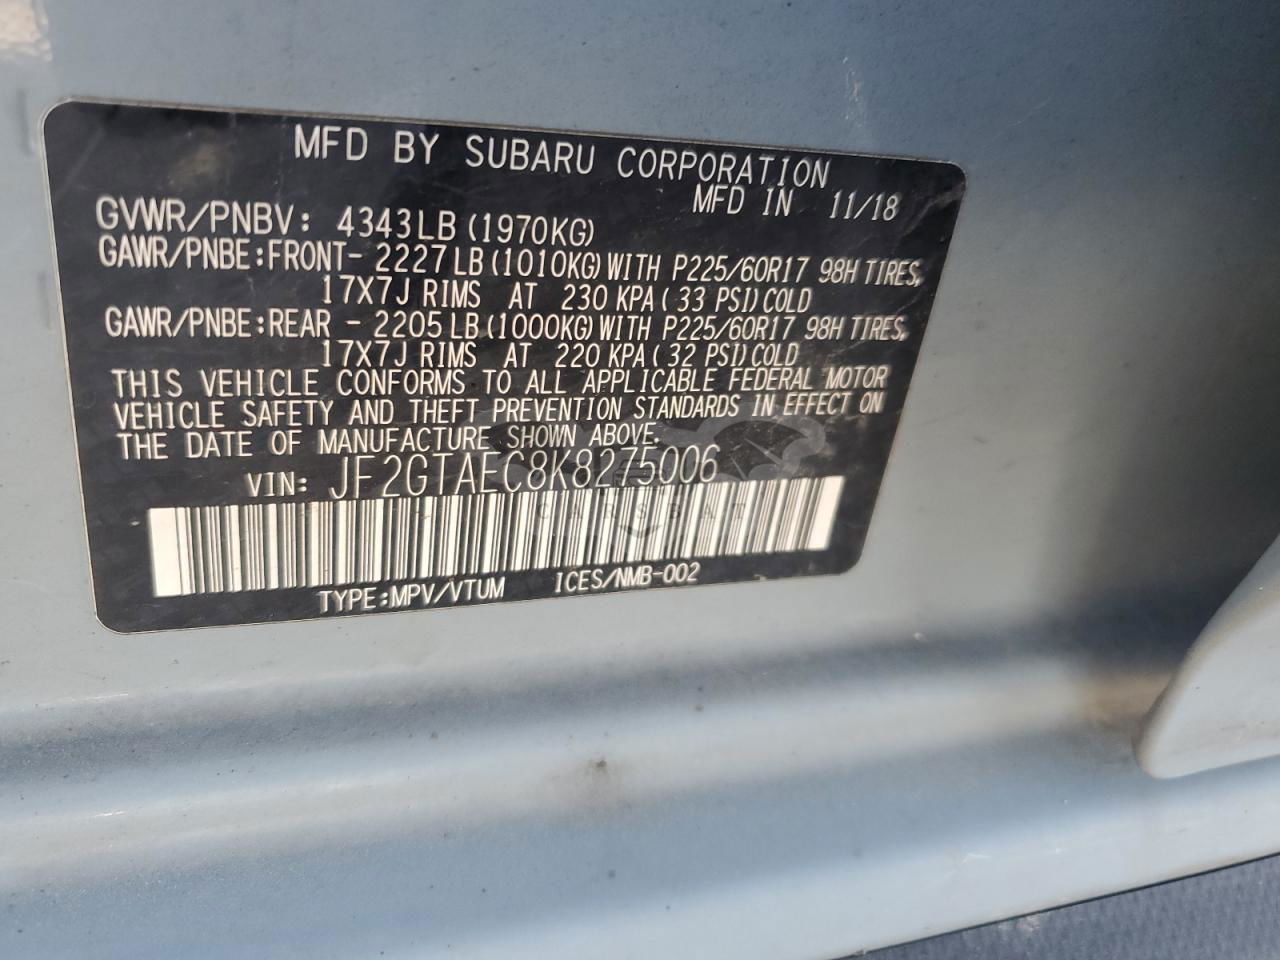 MFD BY SUBARU CORPORATION
MFD IN 11/18
GVWR/PNBV: 4343LB (1970KG)
GAWR/PNBE:FRONT- 2227LB (1010KG) WITH P225/60R17 98H TIRES,
17X7J RIMS AT 230 KPA ( 33 PSI) COLD
GAWR/PNBE:REAR - 2205LB (1000KG) WITH P225/60R17 98H TIRES,
17X7J RIMS AT 220 KPA ( 32 PSI) COLD
THIS VEHICLE CONFORMS TO ALL APPLICABLE FEDERAL MOTOR
VEHICLE SAFETY AND THEFT PREVENTION STANDARDS IN EFFECT ON
THE DATE OF MANUFACTURE SHOWN ABOVE.
VIN: JF2GTAEC8K8275006
CARSBAT
TYPE:MPV/VTUM ICES/NMB-002